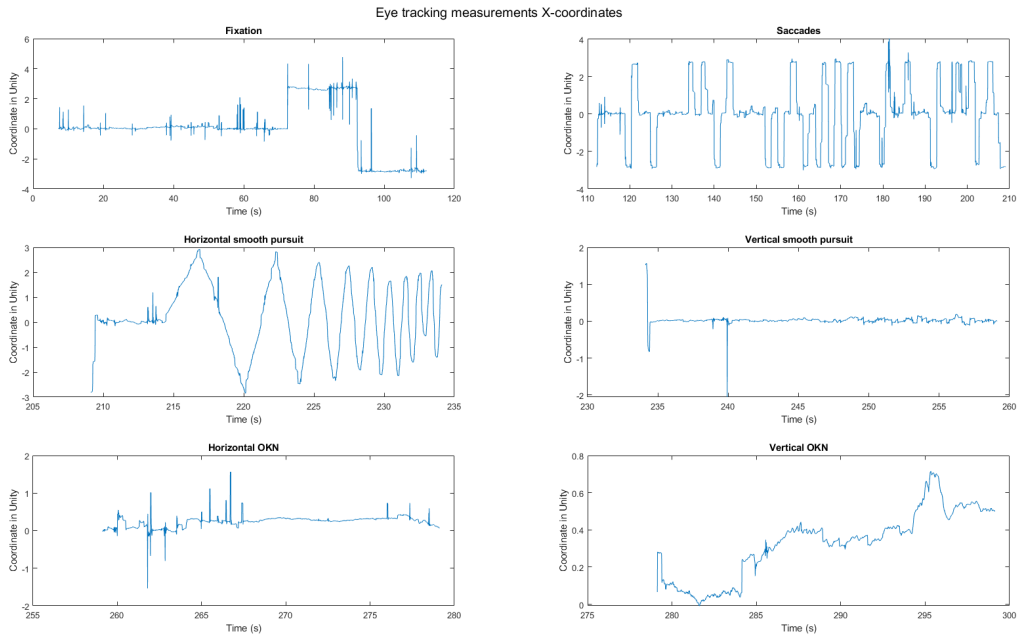 Eye tracking measurements X-coordinates
Fixation
Coordinate in Unity
6
4
2
0
-2
-4
0 20 40 60 80 100 120
Time (s)
Saccades
Coordinate in Unity
4
2
0
-2
-4
110 120 130 140 150 160 170 180 190 200 210
Time (s)
Horizontal smooth pursuit
Coordinate in Unity
3
2
1
0
-1
-2
-3
205 210 215 220 225 230 235
Time (s)
Vertical smooth pursuit
Coordinate in Unity
2
1
0
-1
-2
230 235 240 245 250 255 260
Time (s)
Horizontal OKN
Coordinate in Unity
2
1
0
-1
-2
255 260 265 270 275 280
Time (s)
Vertical OKN
Coordinate in Unity
0.8
0.6
0.4
0.2
0
275 280 285 290 295 300
Time (s)